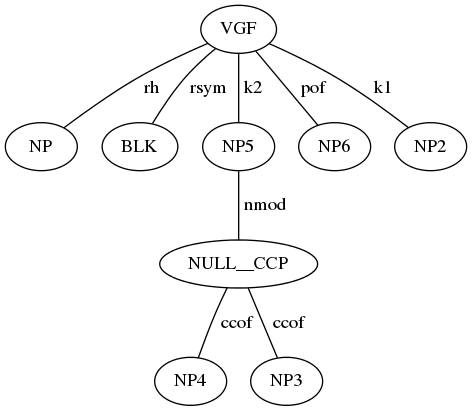 VGF
rh rsym k2 pof k1
NP BLK NP5 NP6 NP2
nmod
NULL__CCP
ccof ccof
NP4 NP3